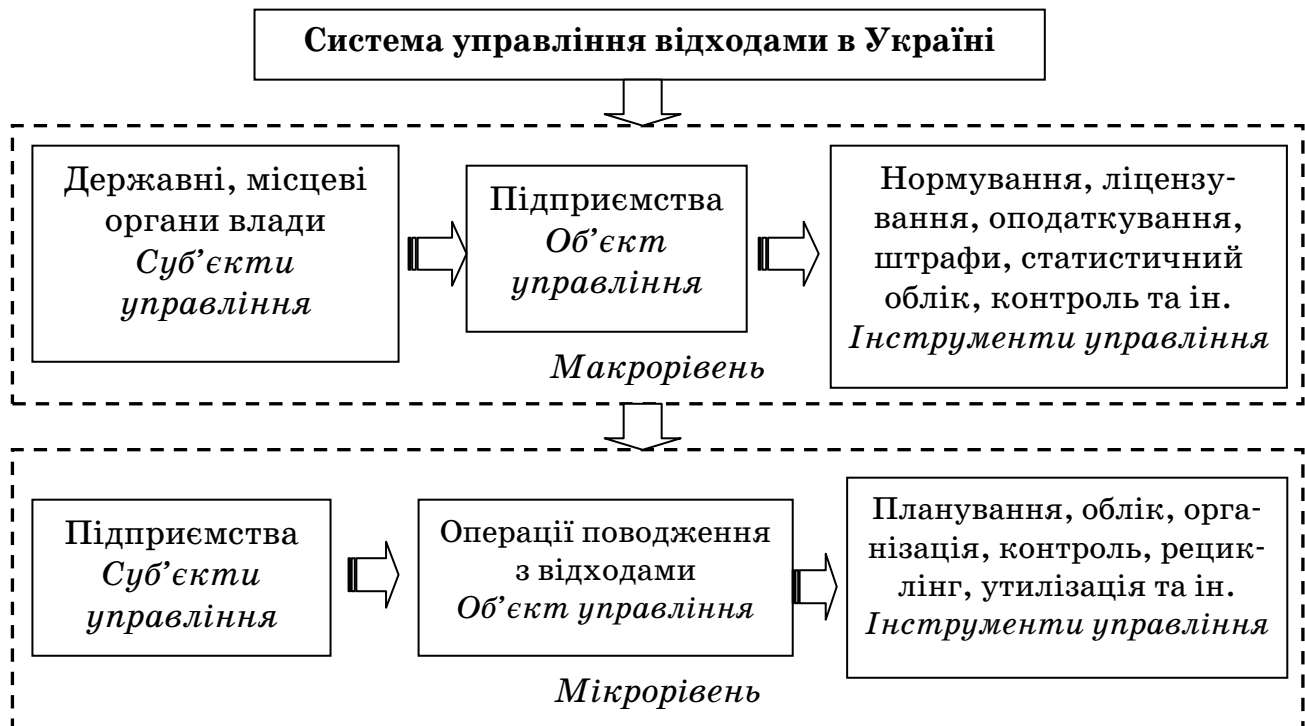 Система управління відходами в Україні
Державні, місцеві
органи влади
Суб’єкти
управління
Підприємства
Об’єкт
управління
Нормування, ліцензу-
вання, оподаткування,
штрафи, статистичний
облік, контроль та ін.
Інструменти управління
Макрорівень
Підприємства
Суб’єкти
управління
Операції поводження
з відходами
Об’єкт управління
Планування, облік, орга-
нізація, контроль, рецик-
лінг, утилізація та ін.
Інструменти управління
Мікрорівень